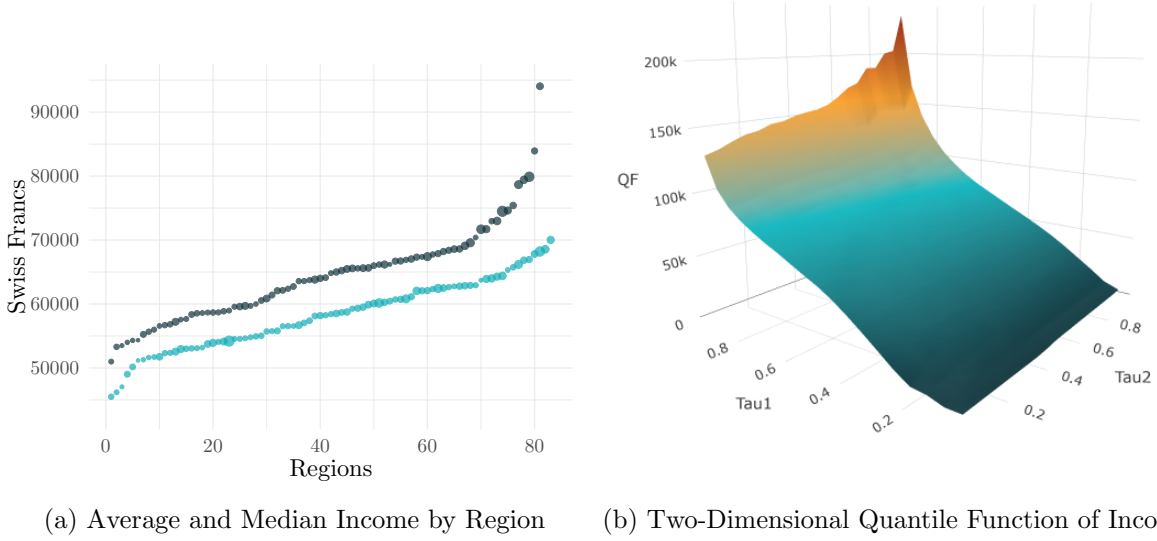 90000
80000
70000
60000
50000
Swiss Francs
0 20 40 60 80
Regions
(a) Average and Median Income by Region
200k
150k
100k
50k
0
QF
0.8
0.6
0.4
0.2
Tau1
0.2
0.4
0.6
0.8
Tau2
(b) Two-Dimensional Quantile Function of Inco